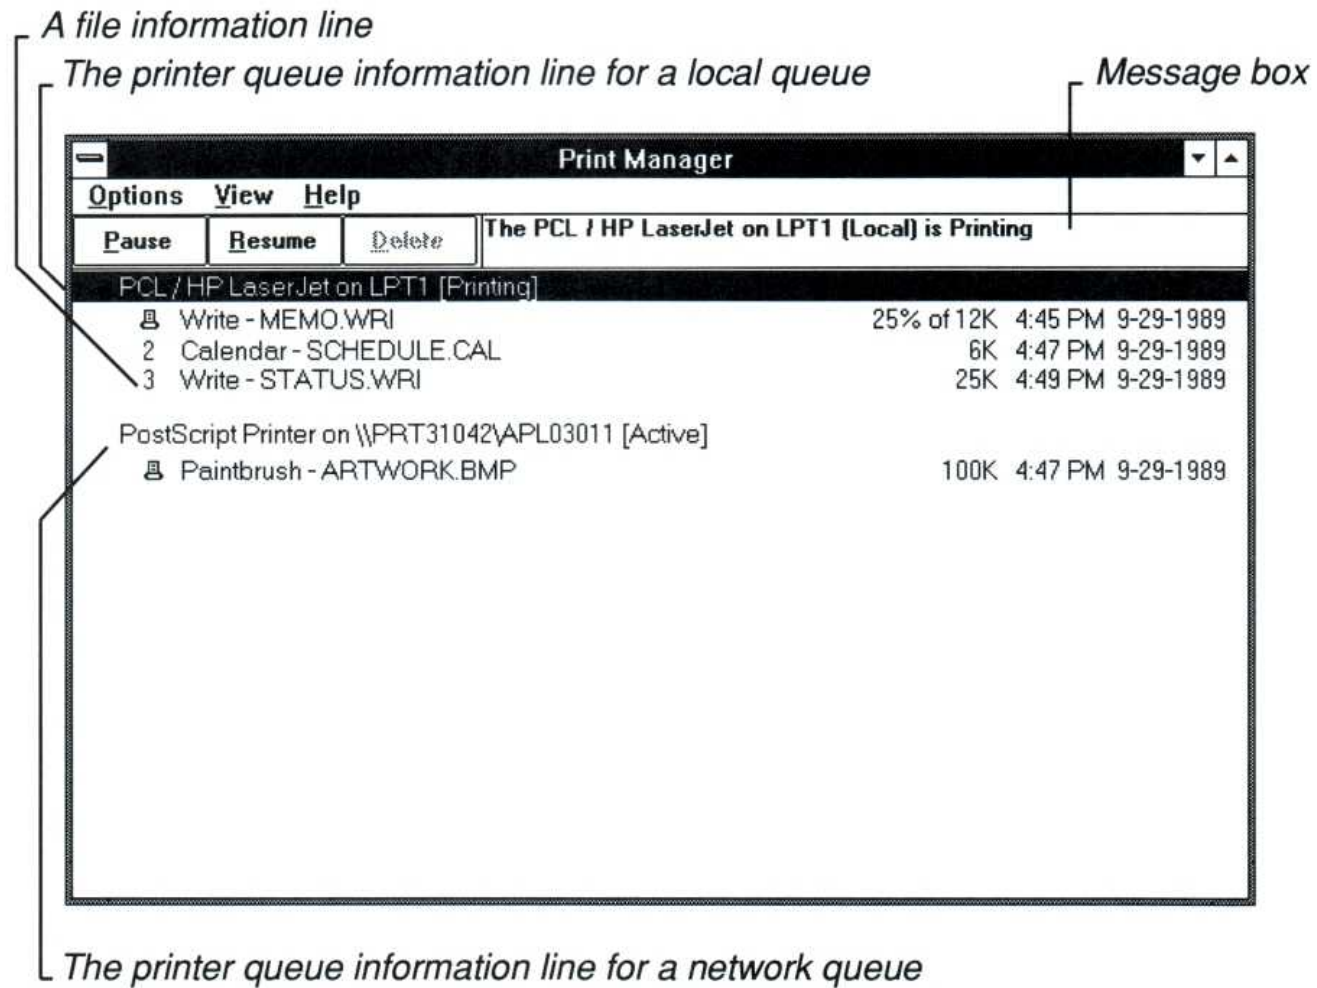 A file information line
The printer queue information line for a local queue
Message box
Print Manager
Options View Help
Pause Resume Delete The PCL / HP LaserJet on LPT1 (Local) is Printing
PCL / HP LaserJet on LPT1 [Printing]
Write - MEMO.WRI 25% of 12K 4:45 PM 9-29-1989
2 Calendar - SCHEDULE.CAL 6K 4:47 PM 9-29-1989
3 Write - STATUS.WRI 25K 4:49 PM 9-29-1989
PostScript Printer on \\PRT31042\APL03011 [Active]
Paintbrush - ARTWORK.BMP 100K 4:47 PM 9-29-1989
The printer queue information line for a network queue